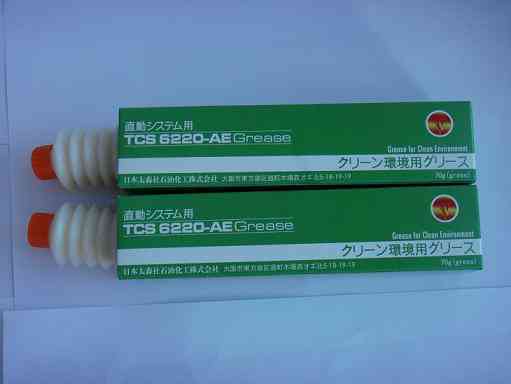 直動システム用
TCS 6220-AE Grease
Grease for Clean Environment
クリーン環境用グリース
日本太森社石油化工株式会社
70g (gross)
直動システム用
TCS 6220-AE Grease
Grease for Clean Environment
クリーン環境用グリース
日本太森社石油化工株式会社
70g (gross)